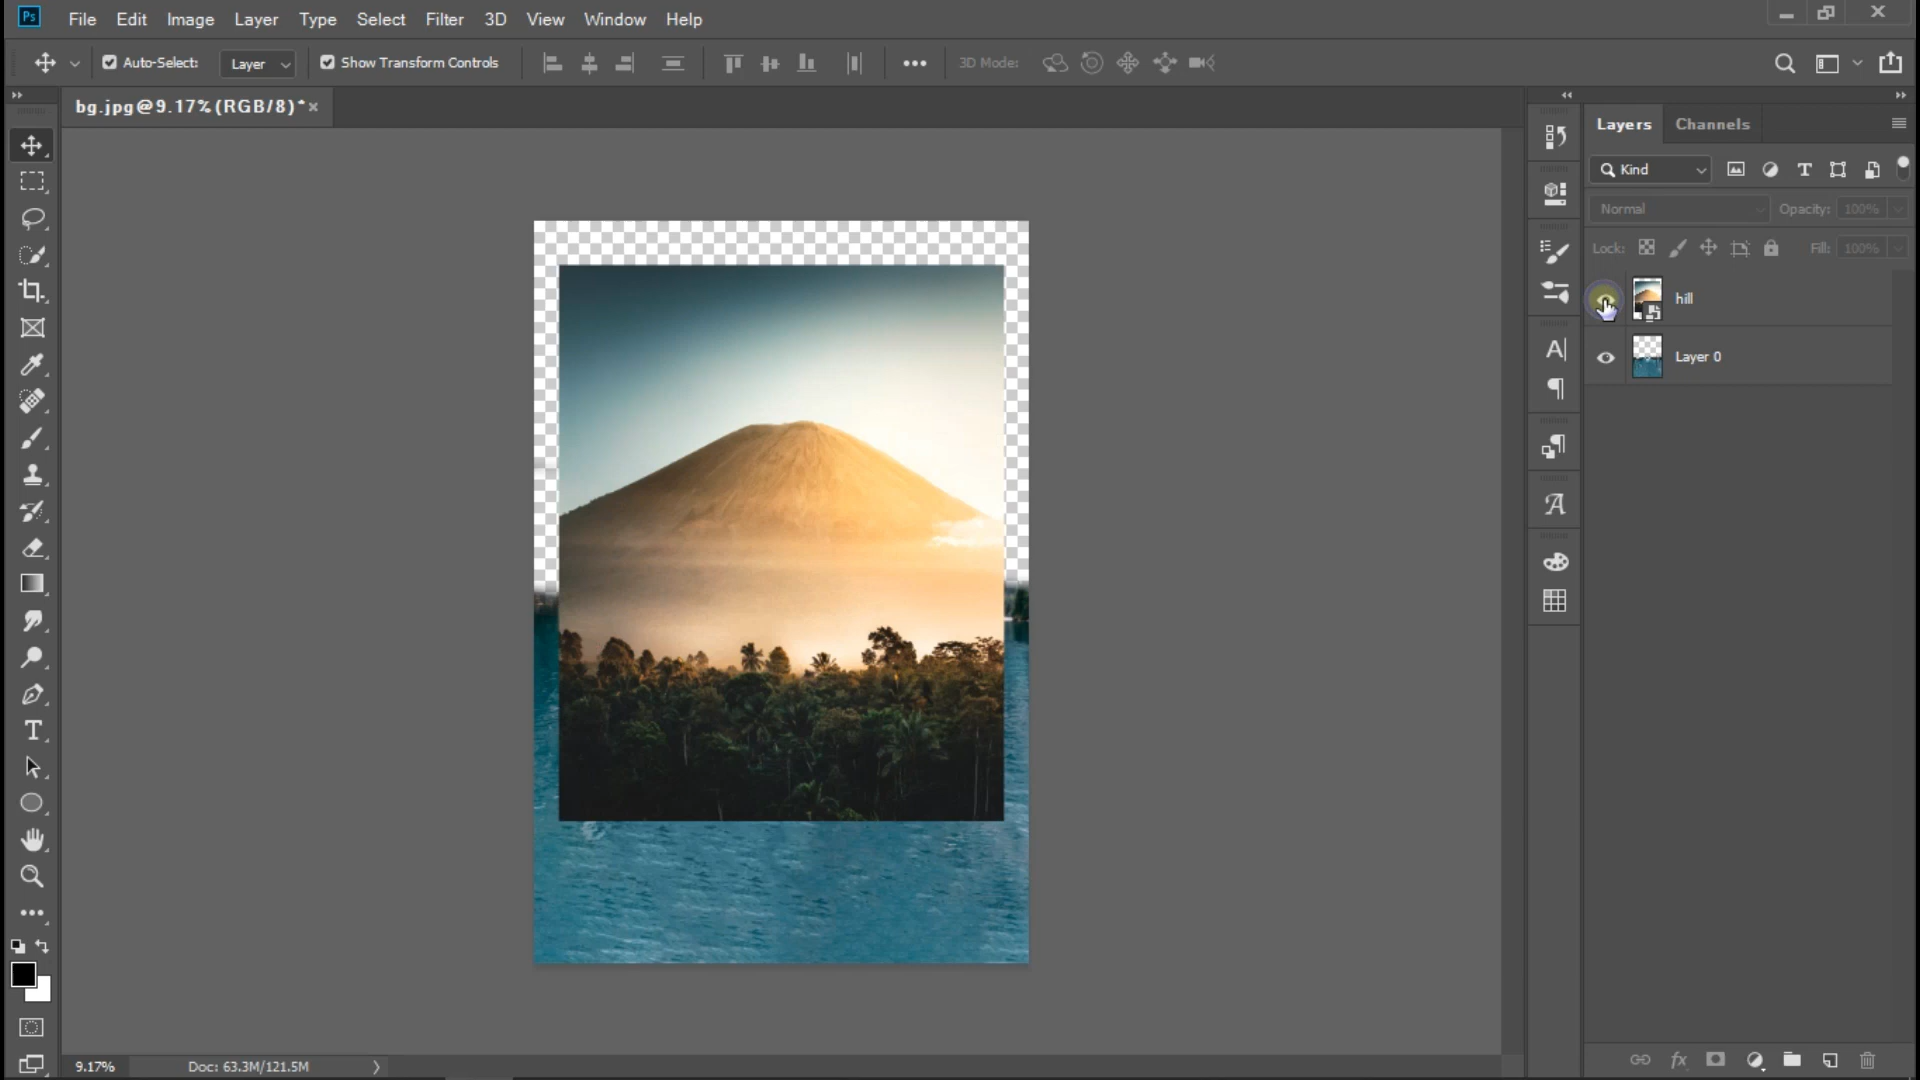 Ps
File Edit Image Layer Type Select Filter 3D View Window Help
Auto-Select: Layer Show Transform Controls 3D Mode:
bg.jpg@9.17%(RGB/8)*
Layers Channels
Kind
Normal Opacity: 100%
Lock: Fill: 100%
hill
Layer 0
9.17% Doc: 63.3M/121.5M